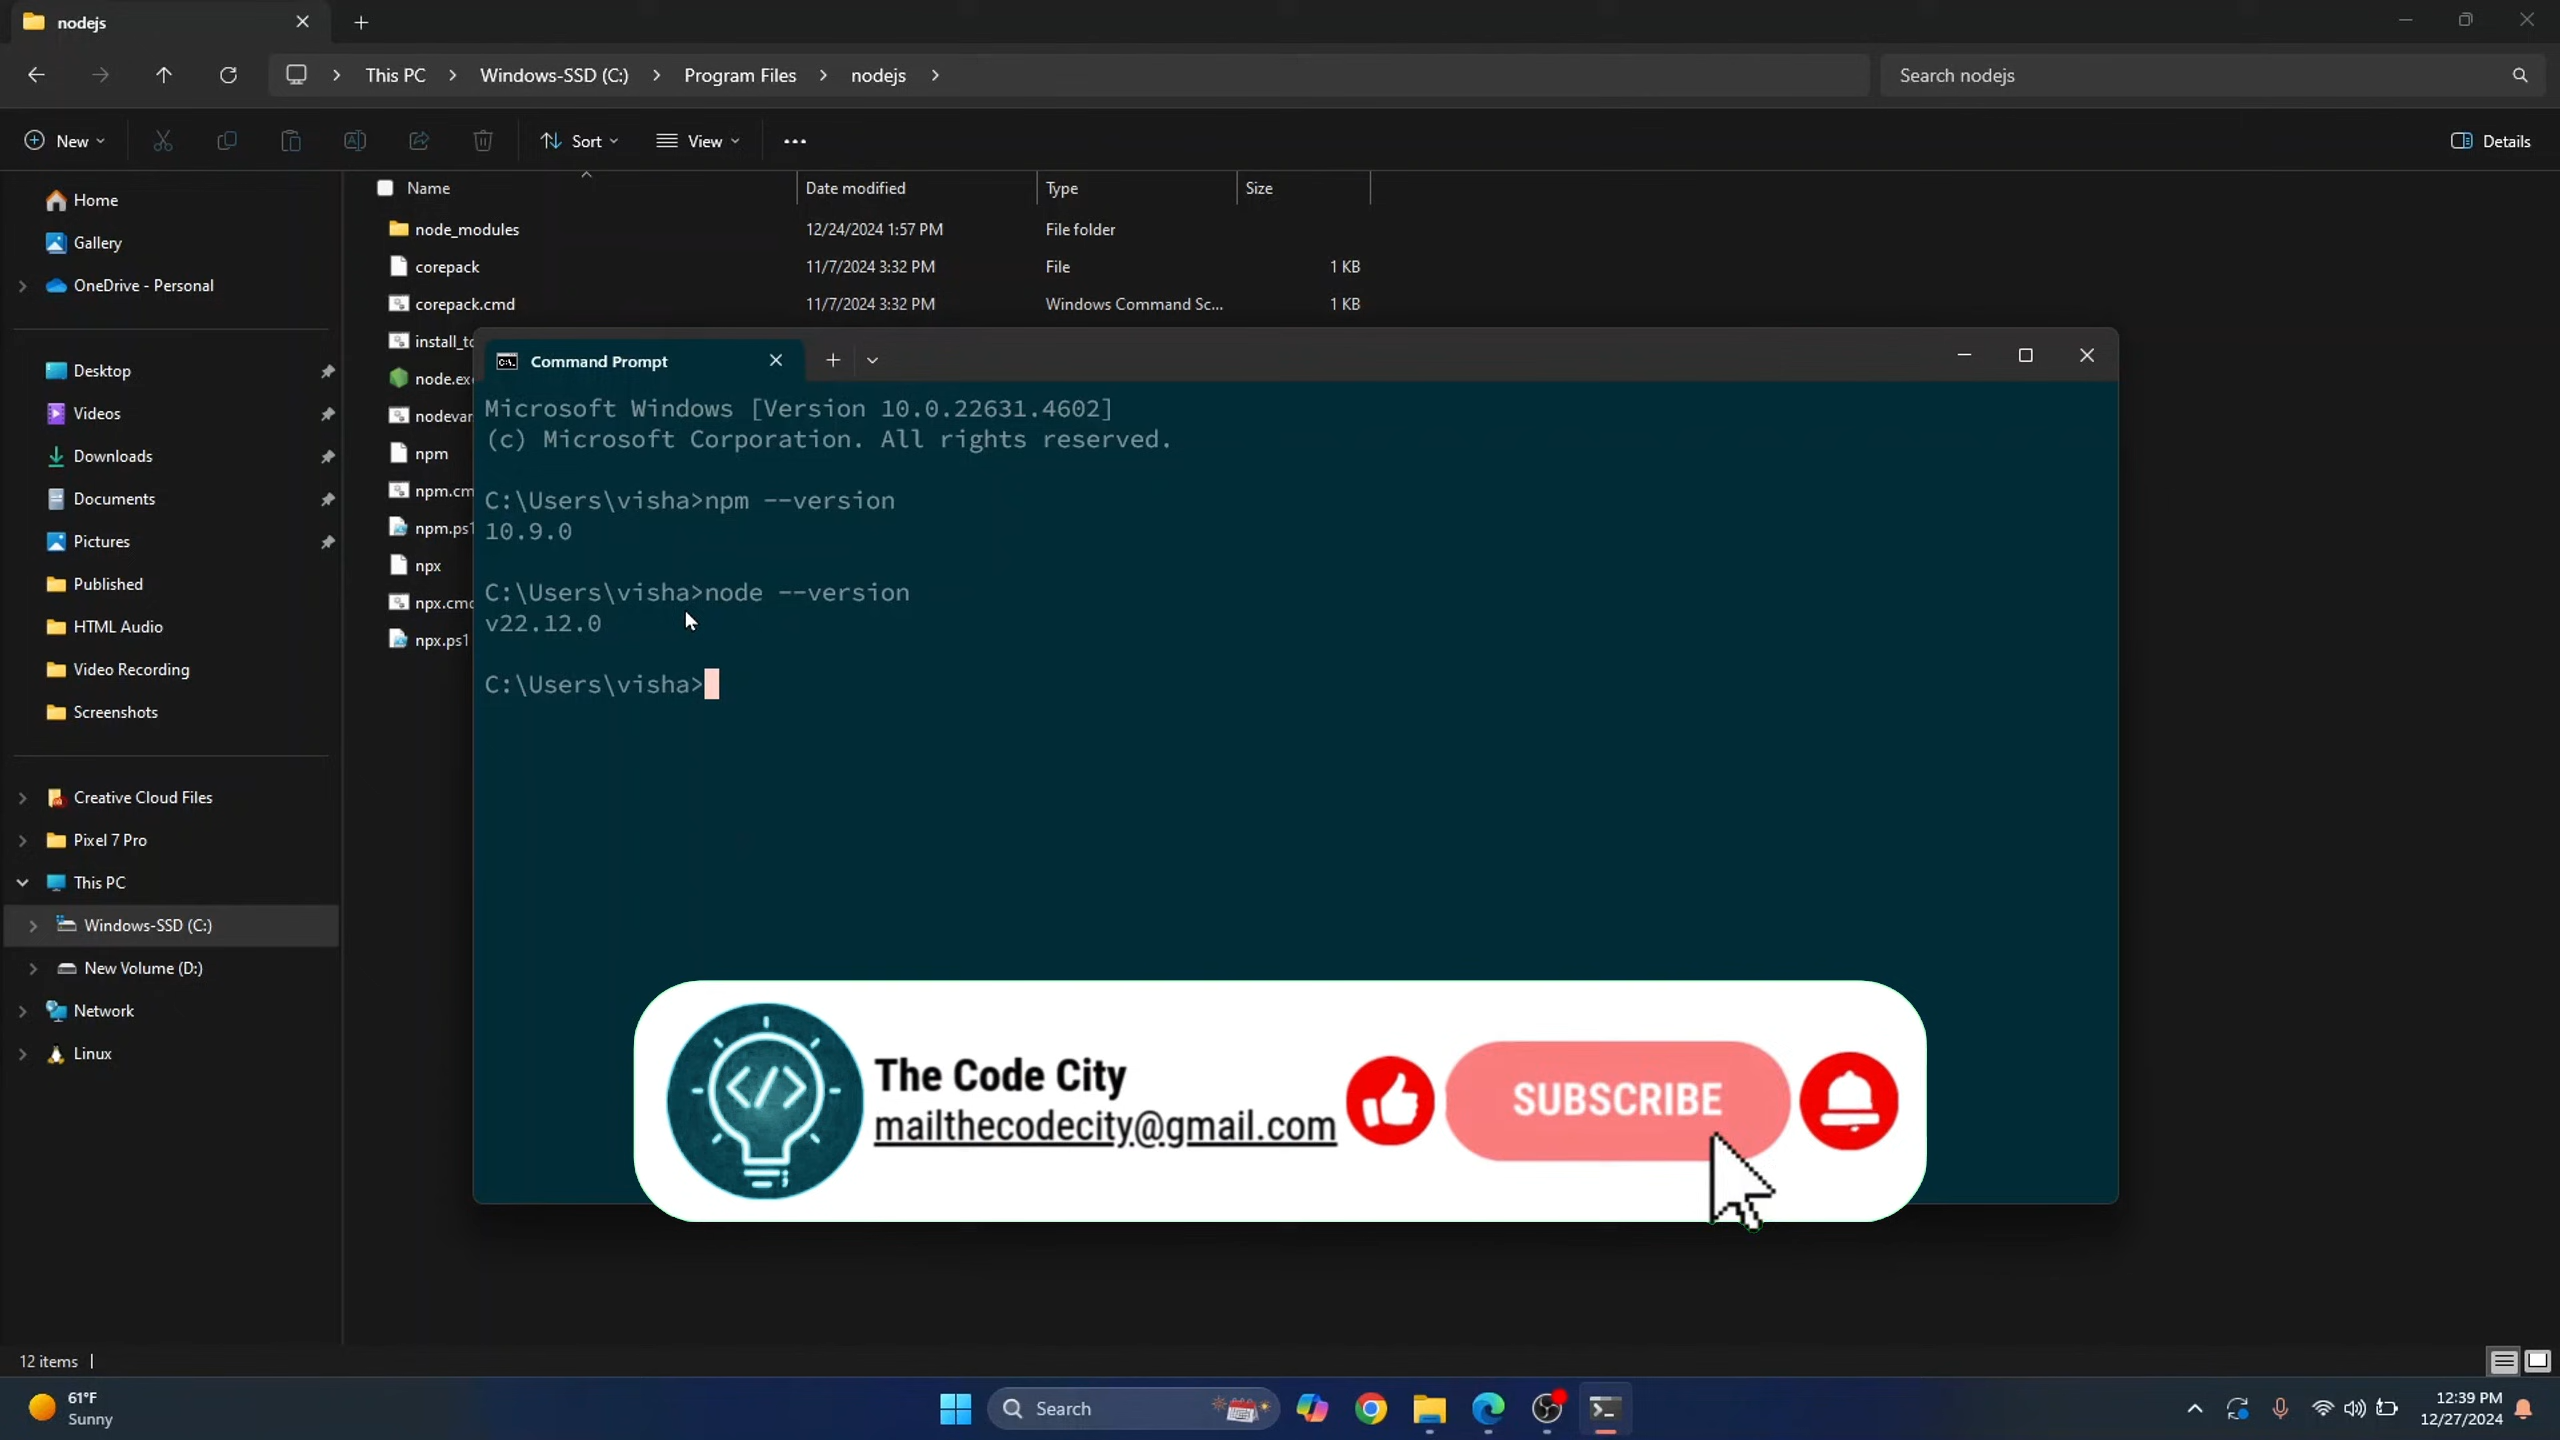 nodejs
This PC > Windows-SSD (C:) > Program Files > nodejs >
Search nodejs
New
Sort
View
Details
Home
Gallery
OneDrive - Personal
Desktop
Videos
Downloads
Documents
Pictures
Published
HTML Audio
Video Recording
Screenshots
Creative Cloud Files
Pixel 7 Pro
This PC
Windows-SSD (C:)
New Volume (D:)
Network
Linux
Name Date modified Type Size
node_modules 12/24/2024 1:57 PM File folder
corepack 11/7/2024 3:32 PM File 1 KB
corepack.cmd 11/7/2024 3:32 PM Windows Command Sc... 1 KB
npm
npm.ps1
npx
npx.ps1
Command Prompt
Microsoft Windows [Version 10.0.22631.4602]
(c) Microsoft Corporation. All rights reserved.
C:\Users\visha>npm --version
10.9.0
C:\Users\visha>node --version
v22.12.0
C:\Users\visha>
The Code City
mailthecodecity@gmail.com
SUBSCRIBE
12 items
61°F
Sunny
Search
12:39 PM
12/27/2024